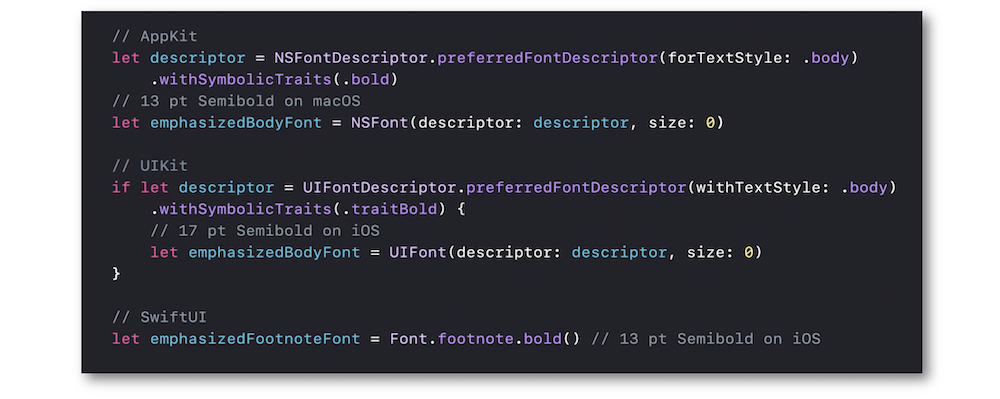 // AppKit
let descriptor = NSFontDescriptor.preferredFontDescriptor(forTextStyle: .body)
    .withSymbolicTraits(.bold)
// 13 pt Semibold on macOS
let emphasizedBodyFont = NSFont(descriptor: descriptor, size: 0)

// UIKit
if let descriptor = UIFontDescriptor.preferredFontDescriptor(withTextStyle: .body)
    .withSymbolicTraits(.traitBold) {
    // 17 pt Semibold on iOS
    let emphasizedBodyFont = UIFont(descriptor: descriptor, size: 0)
}

// SwiftUI
let emphasizedFootnoteFont = Font.footnote.bold() // 13 pt Semibold on iOS